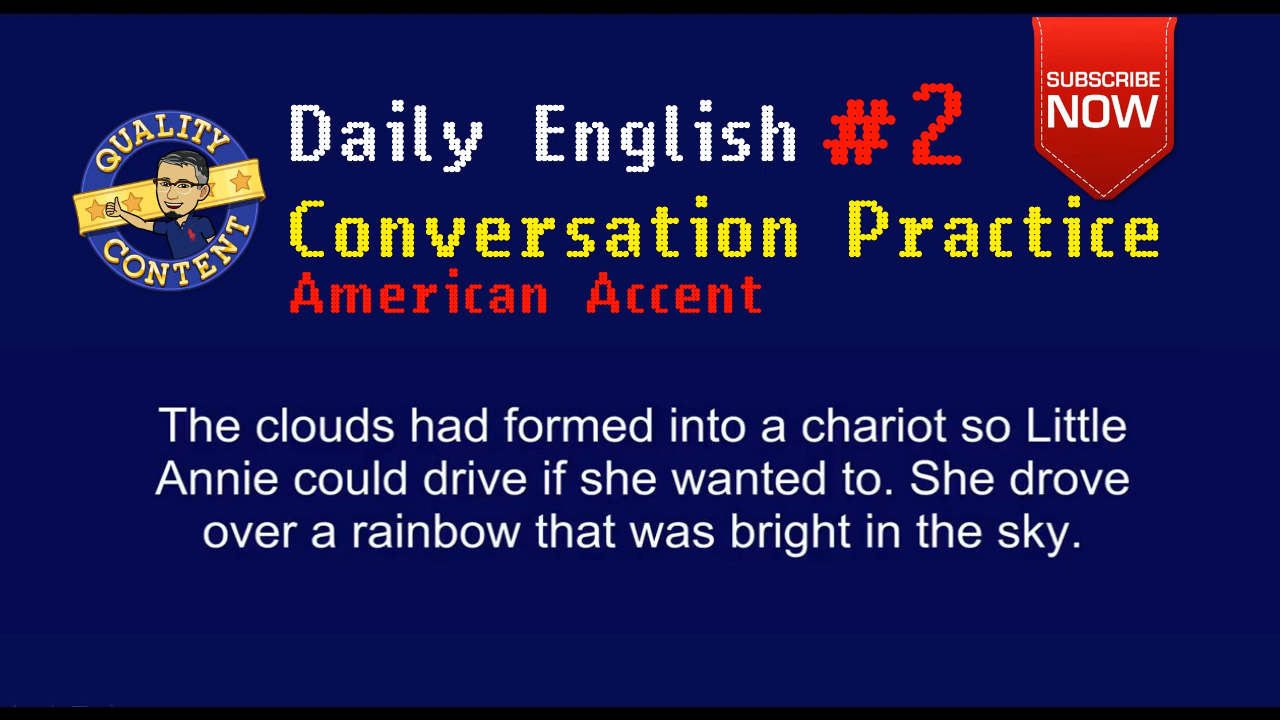 SUBSCRIBE
NOW
Daily English #2
QUALITY
CONTENT
Conversation Practice
American Accent
The clouds had formed into a chariot so Little
Annie could drive if she wanted to. She drove
over a rainbow that was bright in the sky.